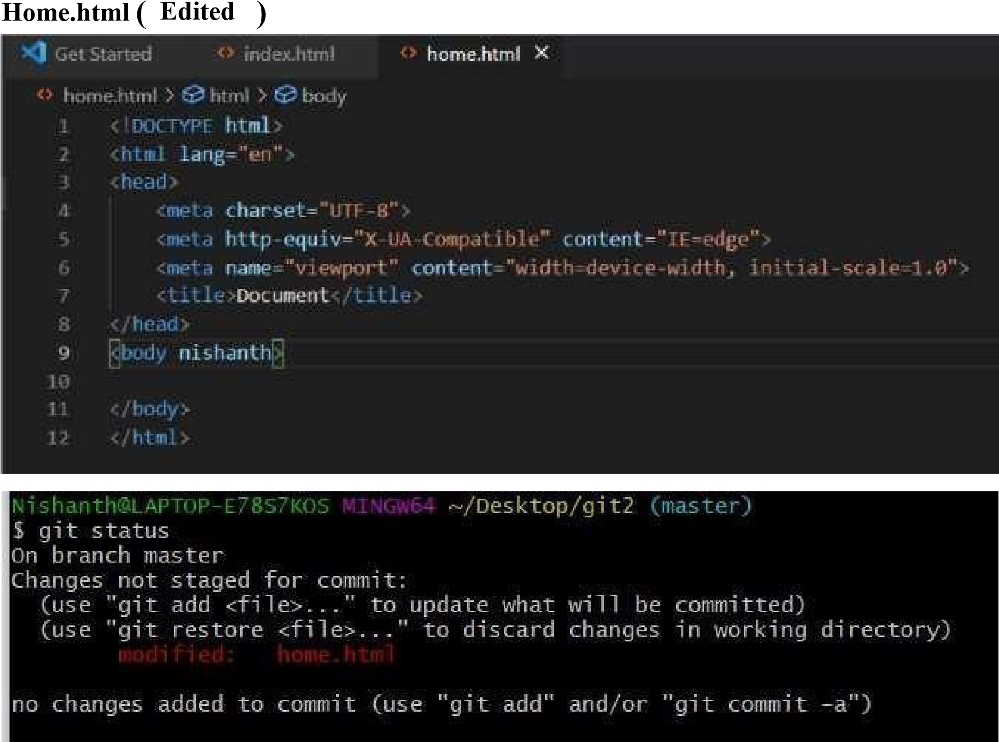 Home.html ( Edited )
Get Started index.html home.html ×
home.html > html > body
1 <!DOCTYPE html>
2 <html lang="en">
3 <head>
4 <meta charset="UTF-8">
5 <meta http-equiv="X-UA-Compatible" content="IE=edge">
6 <meta name="viewport" content="width=device-width, initial-scale=1.0">
7 <title>Document</title>
8 </head>
9 <body nishanth>
10
11 </body>
12 </html>
Nishanth@LAPTOP-E78S7KOS MINGW64 ~/Desktop/git2 (master)
$ git status
On branch master
Changes not staged for commit:
(use "git add <file>..." to update what will be committed)
(use "git restore <file>..." to discard changes in working directory)
modified: home.html
no changes added to commit (use "git add" and/or "git commit -a")